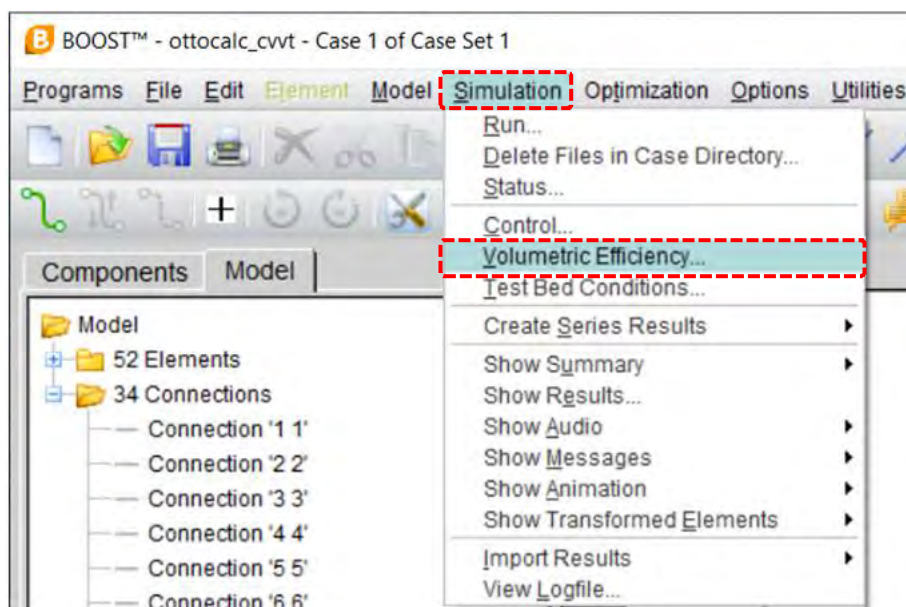 BOOST™ - ottocalc_cvvt - Case 1 of Case Set 1
Programs File Edit Element Model Simulation Optimization Options Utilities
Run...
Delete Files in Case Directory...
Status...
Control...
Volumetric Efficiency...
Test Bed Conditions...
Create Series Results
Show Summary
Show Results...
Show Audio
Show Messages
Show Animation
Show Transformed Elements
Import Results
View Logfile...
Components Model
Model
52 Elements
34 Connections
Connection '1 1'
Connection '2 2'
Connection '3 3'
Connection '4 4'
Connection '5 5'
Connection '6 6'